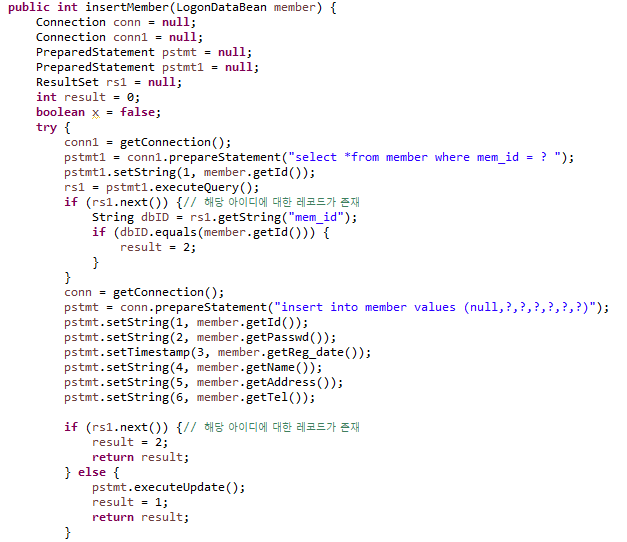 public int insertMember(LogonDataBean member) {
    Connection conn = null;
    Connection conn1 = null;
    PreparedStatement pstmt = null;
    PreparedStatement pstmt1 = null;
    ResultSet rs1 = null;
    int result = 0;
    boolean x = false;
    try {
        conn1 = getConnection();
        pstmt1 = conn1.prepareStatement("select *from member where mem_id = ? ");
        pstmt1.setString(1, member.getId());
        rs1 = pstmt1.executeQuery();
        if (rs1.next()) {// 해당 아이디에 대한 레코드가 존재
            String dbID = rs1.getString("mem_id");
            if (dbID.equals(member.getId())) {
                result = 2;
            }
        }
        conn = getConnection();
        pstmt = conn.prepareStatement("insert into member values (null,?,?,?,?,?,?)");
        pstmt.setString(1, member.getId());
        pstmt.setString(2, member.getPasswd());
        pstmt.setTimestamp(3, member.getReg_date());
        pstmt.setString(4, member.getName());
        pstmt.setString(5, member.getAddress());
        pstmt.setString(6, member.getTel());

        if (rs1.next()) {// 해당 아이디에 대한 레코드가 존재
            result = 2;
            return result;
        } else {
            pstmt.executeUpdate();
            result = 1;
            return result;
        }